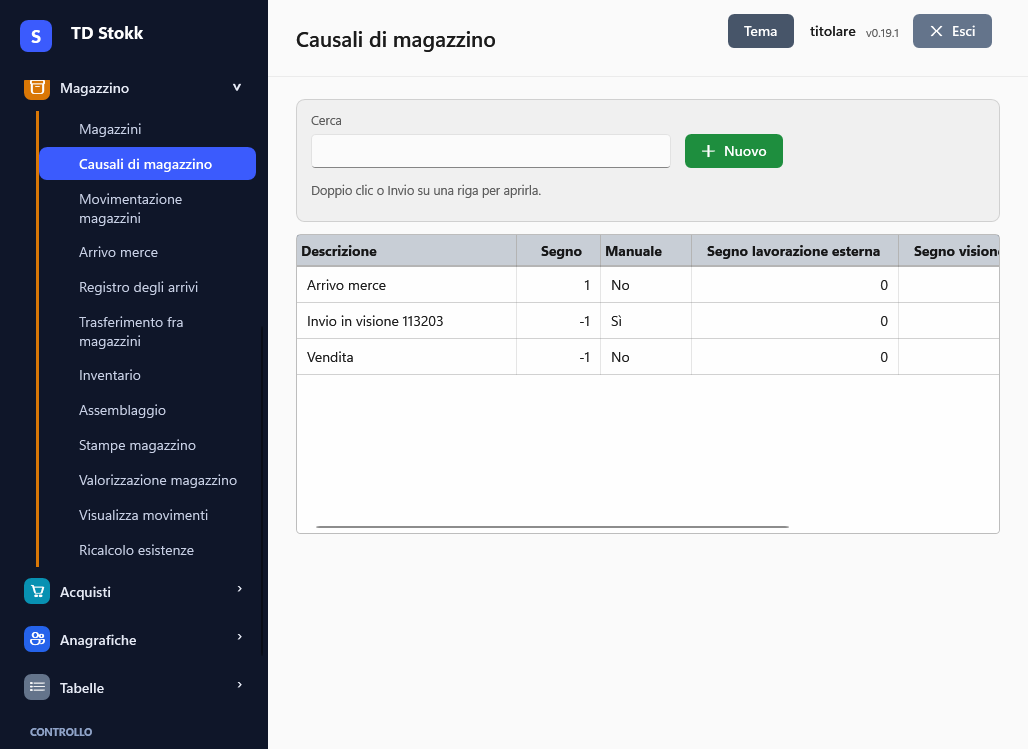 S
TD Stokk
Magazzino
Magazzini
Causali di magazzino
Movimentazione
magazzini
Arrivo merce
Registro degli arrivi
Trasferimento fra
magazzini
Inventario
Assemblaggio
Stampe magazzino
Valorizzazione magazzino
Visualizza movimenti
Ricalcolo esistenze
Acquisti
Anagrafiche
Tabelle
CONTROLLO
Causali di magazzino
Tema titolare v0.19.1 Esci
Cerca
Nuovo
Doppio clic o Invio su una riga per aprirla.
Descrizione Segno Manuale Segno lavorazione esterna Segno vision
Arrivo merce 1 No 0
Invio in visione 113203 -1 Sì 0
Vendita -1 No 0